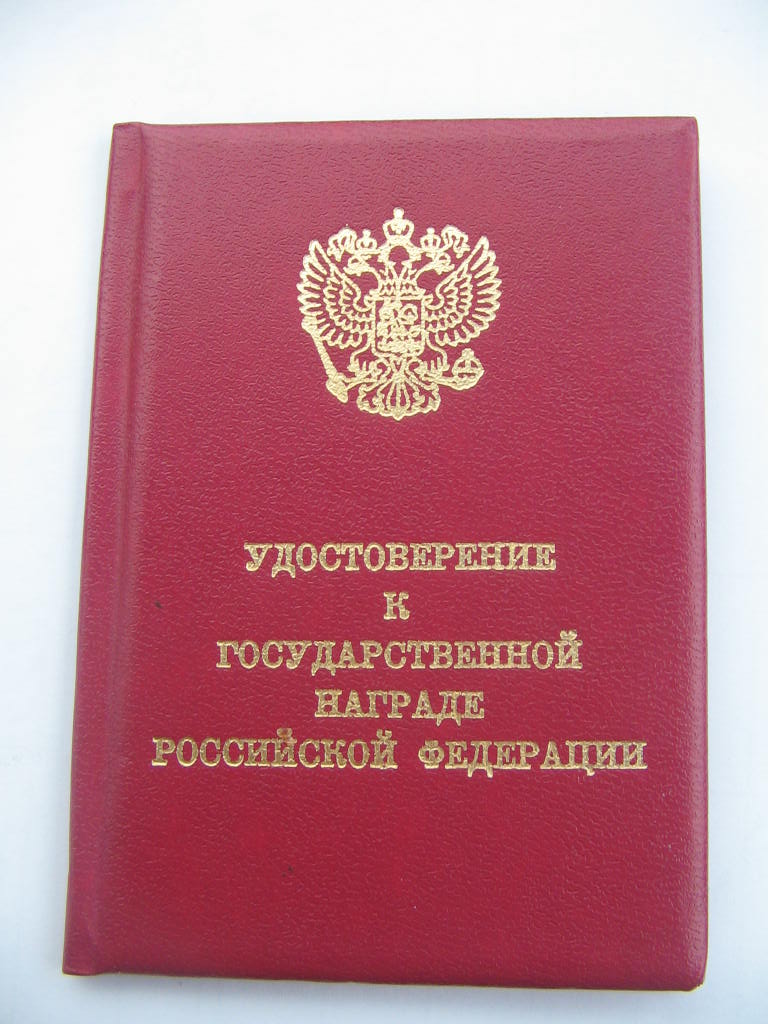 УДОСТОВЕРЕНИЕ
К
ГОСУДАРСТВЕННОЙ
НАГРАДЕ
РОССИЙСКОЙ ФЕДЕРАЦИИ